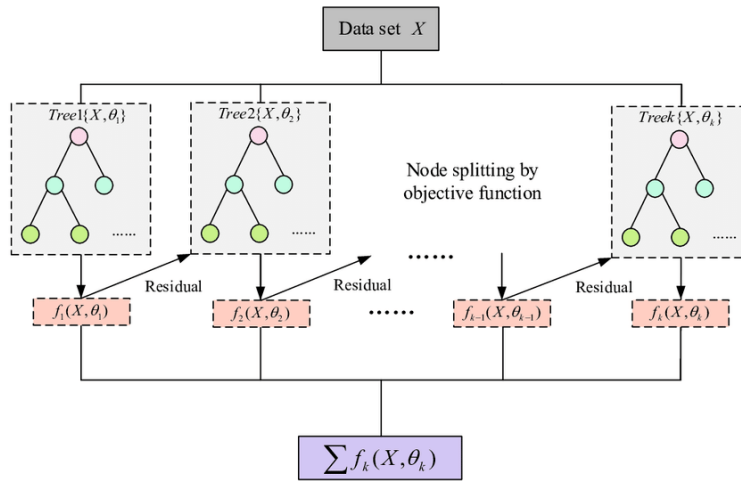 Data set X
Tree1{X,θ₁}
Tree2{X,θ₂}
Treek{X,θₖ}
Node splitting by
objective function
......
......
......
......
Residual
Residual
Residual
f₁(X,θ₁)
f₂(X,θ₂)
......
fₖ₋₁(X,θₖ₋₁)
fₖ(X,θₖ)
∑ fₖ(X,θₖ)